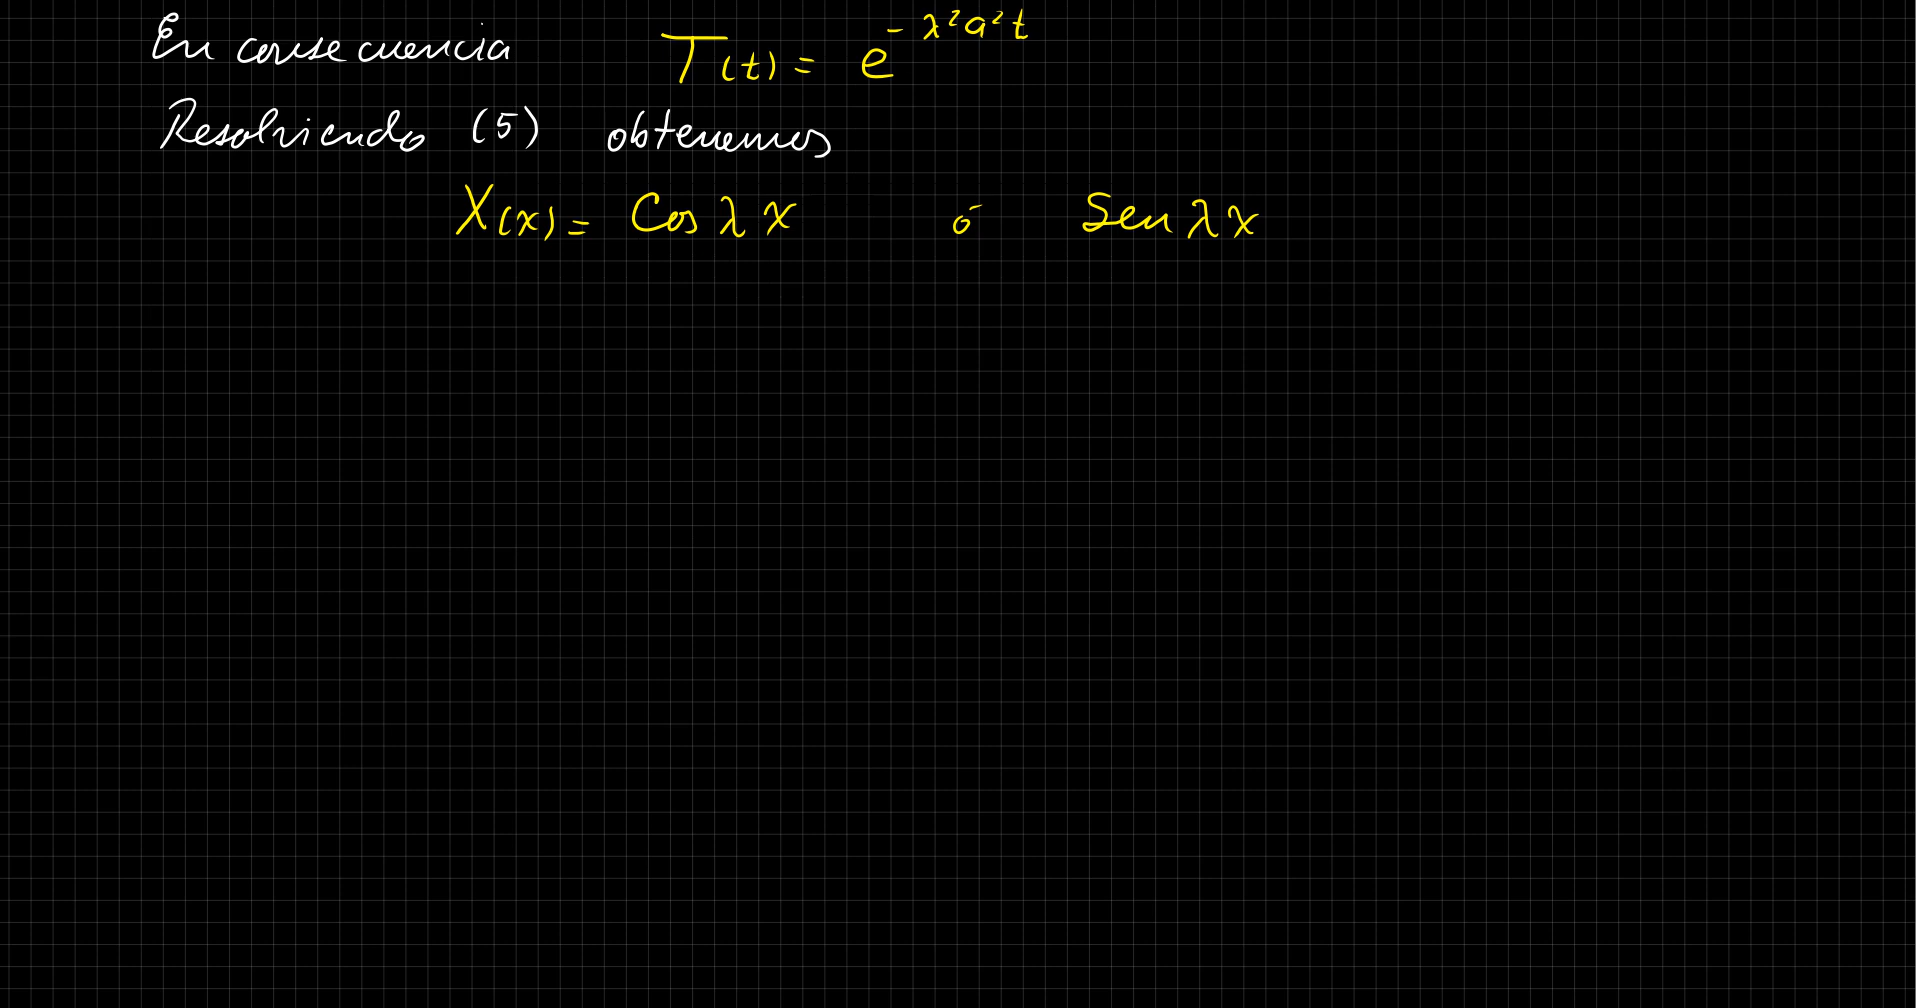 En consecuencia T(t) = e^{-λ²a²t}
Resolviendo (5) obtenemos
X(x) = Cos λx ó Sen λx